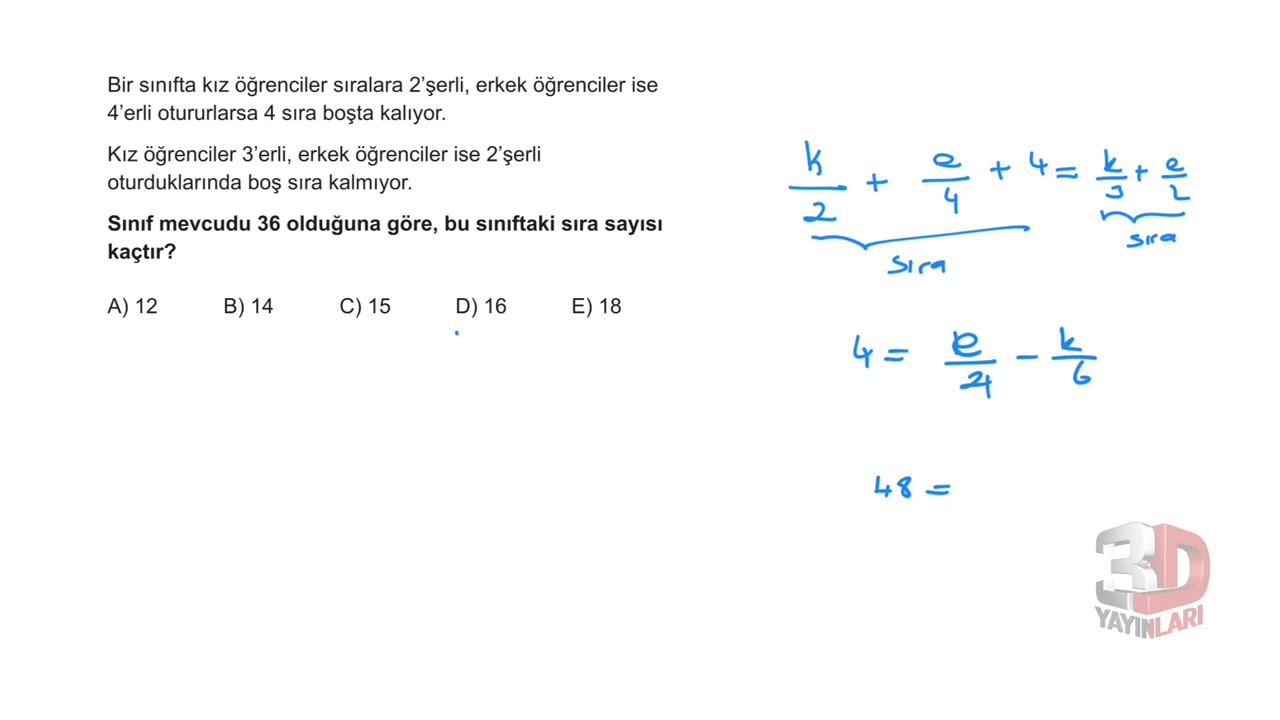 Bir sınıfta kız öğrenciler sıralara 2’şerli, erkek öğrenciler ise
4’erli otururlarsa 4 sıra boşta kalıyor.
Kız öğrenciler 3’erli, erkek öğrenciler ise 2’şerli
oturduklarında boş sıra kalmıyor.
Sınıf mevcudu 36 olduğuna göre, bu sınıftaki sıra sayısı
kaçtır?
A) 12 B) 14 C) 15 D) 16 E) 18
k/2 + e/4 + 4 = k/3 + e/2
sıra sıra
4 = e/4 - k/6
48 =
3D
YAYINLARI